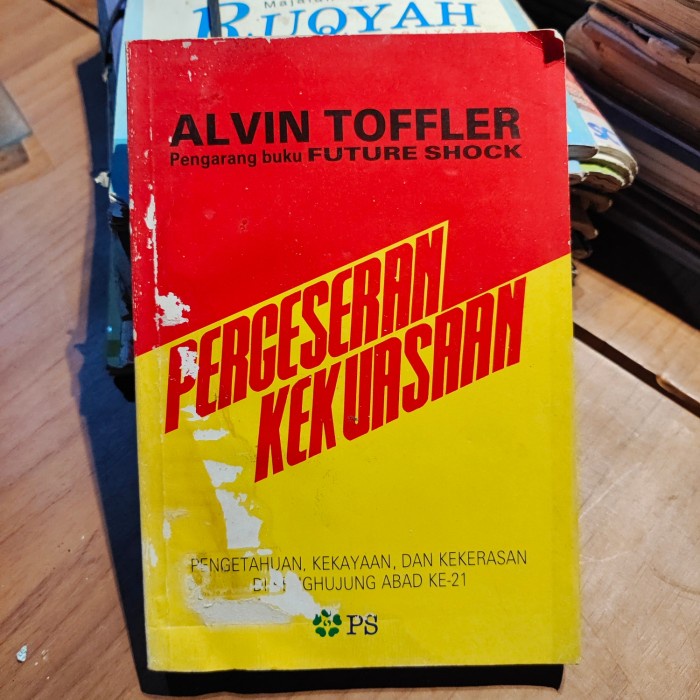 RUQYAH
ALVIN TOFFLER
Pengarang buku FUTURE SHOCK
PERGESERAN
KEKUASAAN
PENGETAHUAN, KEKAYAAN, DAN KEKERASAN
ABAD KE-21
PS